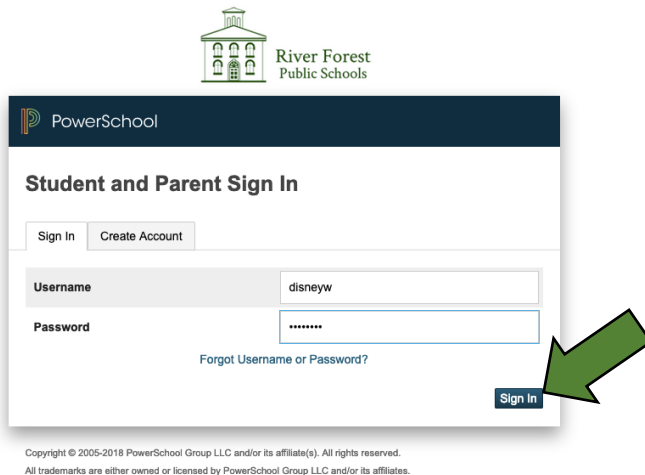 River Forest
Public Schools
PowerSchool
Student and Parent Sign In
Sign In Create Account
Username disneyw
Password ••••••••
Forgot Username or Password?
Sign In
Copyright © 2005-2018 PowerSchool Group LLC and/or its affiliate(s). All rights reserved.
All trademarks are either owned or licensed by PowerSchool Group LLC and/or its affiliates.